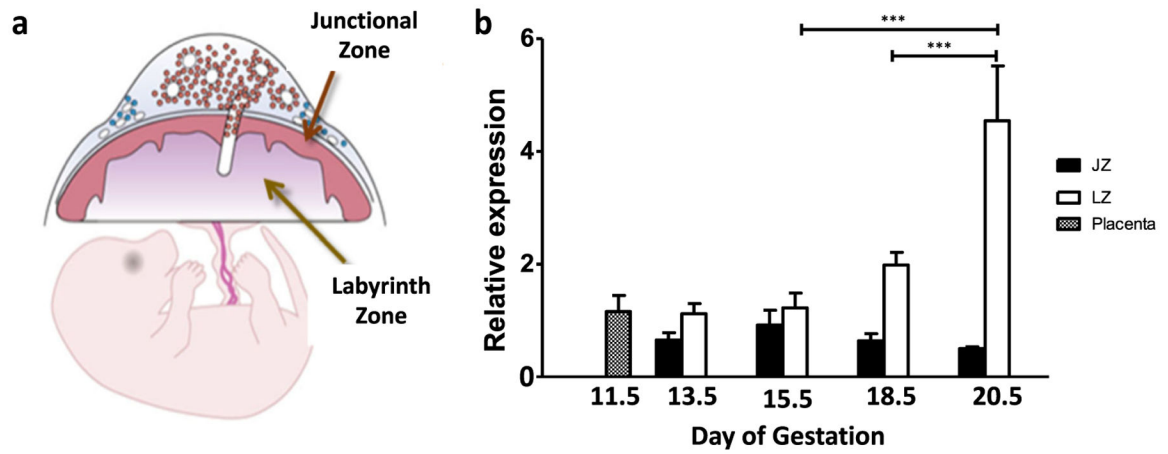 a
Junctional
Zone
Labyrinth
Zone
b
***
***
Relative expression
6
4
2
0
11.5 13.5 15.5 18.5 20.5
Day of Gestation
JZ
LZ
Placenta